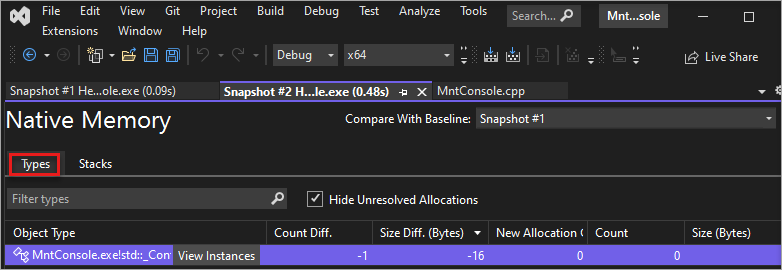 File Edit View Git Project Build Debug Test Analyze Tools
Search... Mnt...sole
Extensions Window Help
Debug x64 Live Share
Snapshot #1 He...ole.exe (0.09s) Snapshot #2 H...le.exe (0.48s) MntConsole.cpp
Native Memory Compare With Baseline: Snapshot #1
Types Stacks
Filter types Hide Unresolved Allocations
Object Type Count Diff. Size Diff. (Bytes) New Allocation Count Size (Bytes)
MntConsole.exe!std::_Con View Instances -1 -16 0 0